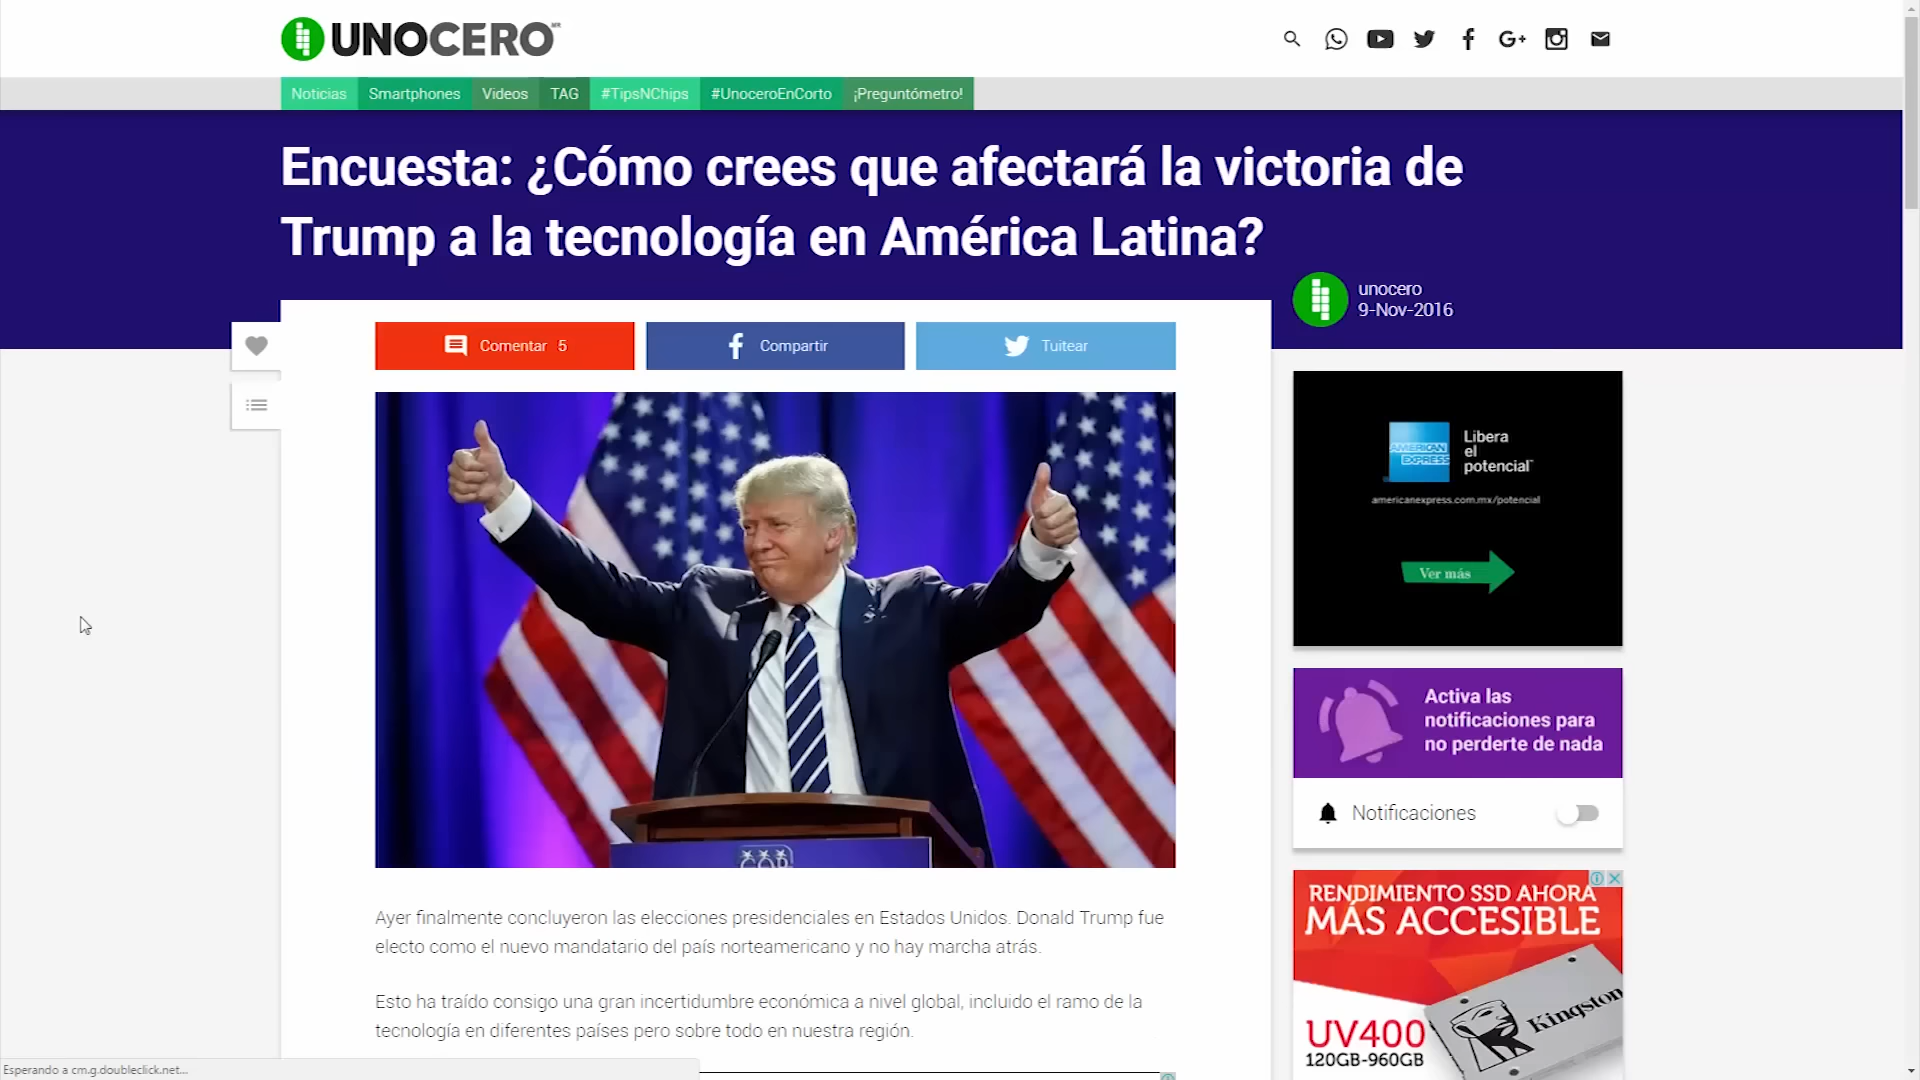 UNOCERO
Noticias
Smartphones
Videos
TAG
#TipsNChips
#UnoceroEnCorto
¡Preguntómetro!
Encuesta: ¿Cómo crees que afectará la victoria de
Trump a la tecnología en América Latina?
unocero
9-Nov-2016
Comentar 5
Compartir
Tuitear
AMERICAN
EXPRESS
Libera
el
potencial
americanexpress.com.mx/potencial
Ver más
Activa las
notificaciones para
no perderte de nada
Notificaciones
Ayer finalmente concluyeron las elecciones presidenciales en Estados Unidos. Donald Trump fue
electo como el nuevo mandatario del país norteamericano y no hay marcha atrás.
Esto ha traído consigo una gran incertidumbre económica a nivel global, incluido el ramo de la
tecnología en diferentes países pero sobre todo en nuestra región.
RENDIMIENTO SSD AHORA
MÁS ACCESIBLE
Kingston
UV400
120GB-960GB
Esperando a cm.g.doubleclick.net...